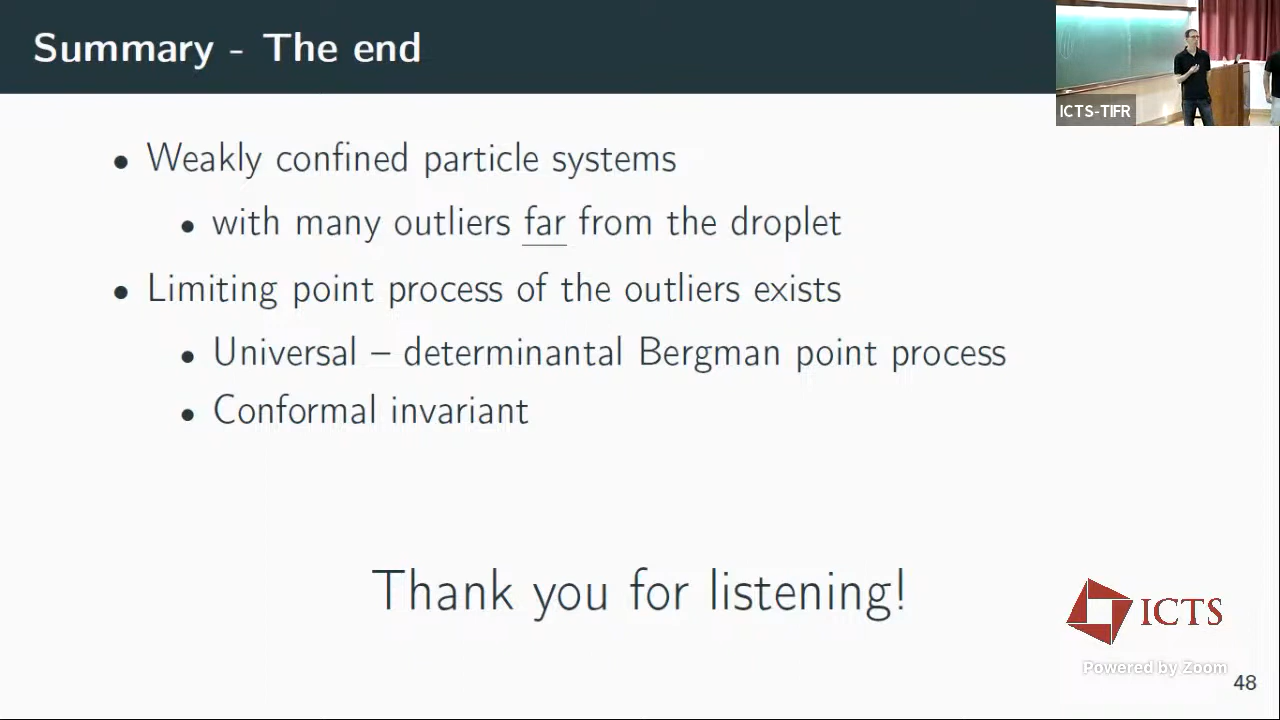 Summary - The end
ICTS-TIFR
• Weakly confined particle systems
• with many outliers far from the droplet
• Limiting point process of the outliers exists
• Universal – determinantal Bergman point process
• Conformal invariant
Thank you for listening!
ICTS
Powered by Zoom
48